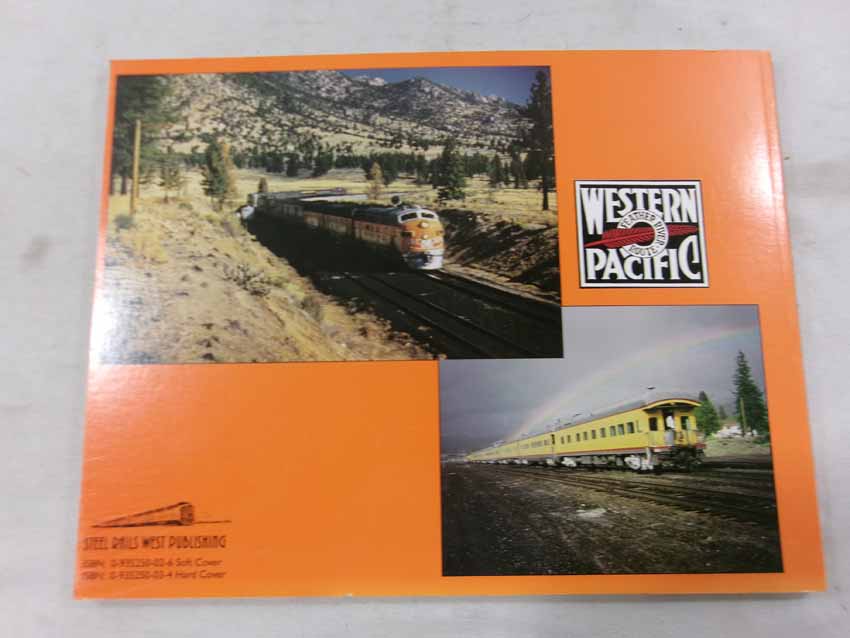 WESTERN
FEATHER RIVER
ROUTE
PACIFIC
STEEL RAILS WEST PUBLISHING
ISBN: 0-935250-02-6 Soft Cover
ISBN: 0-935250-03-4 Hard Cover